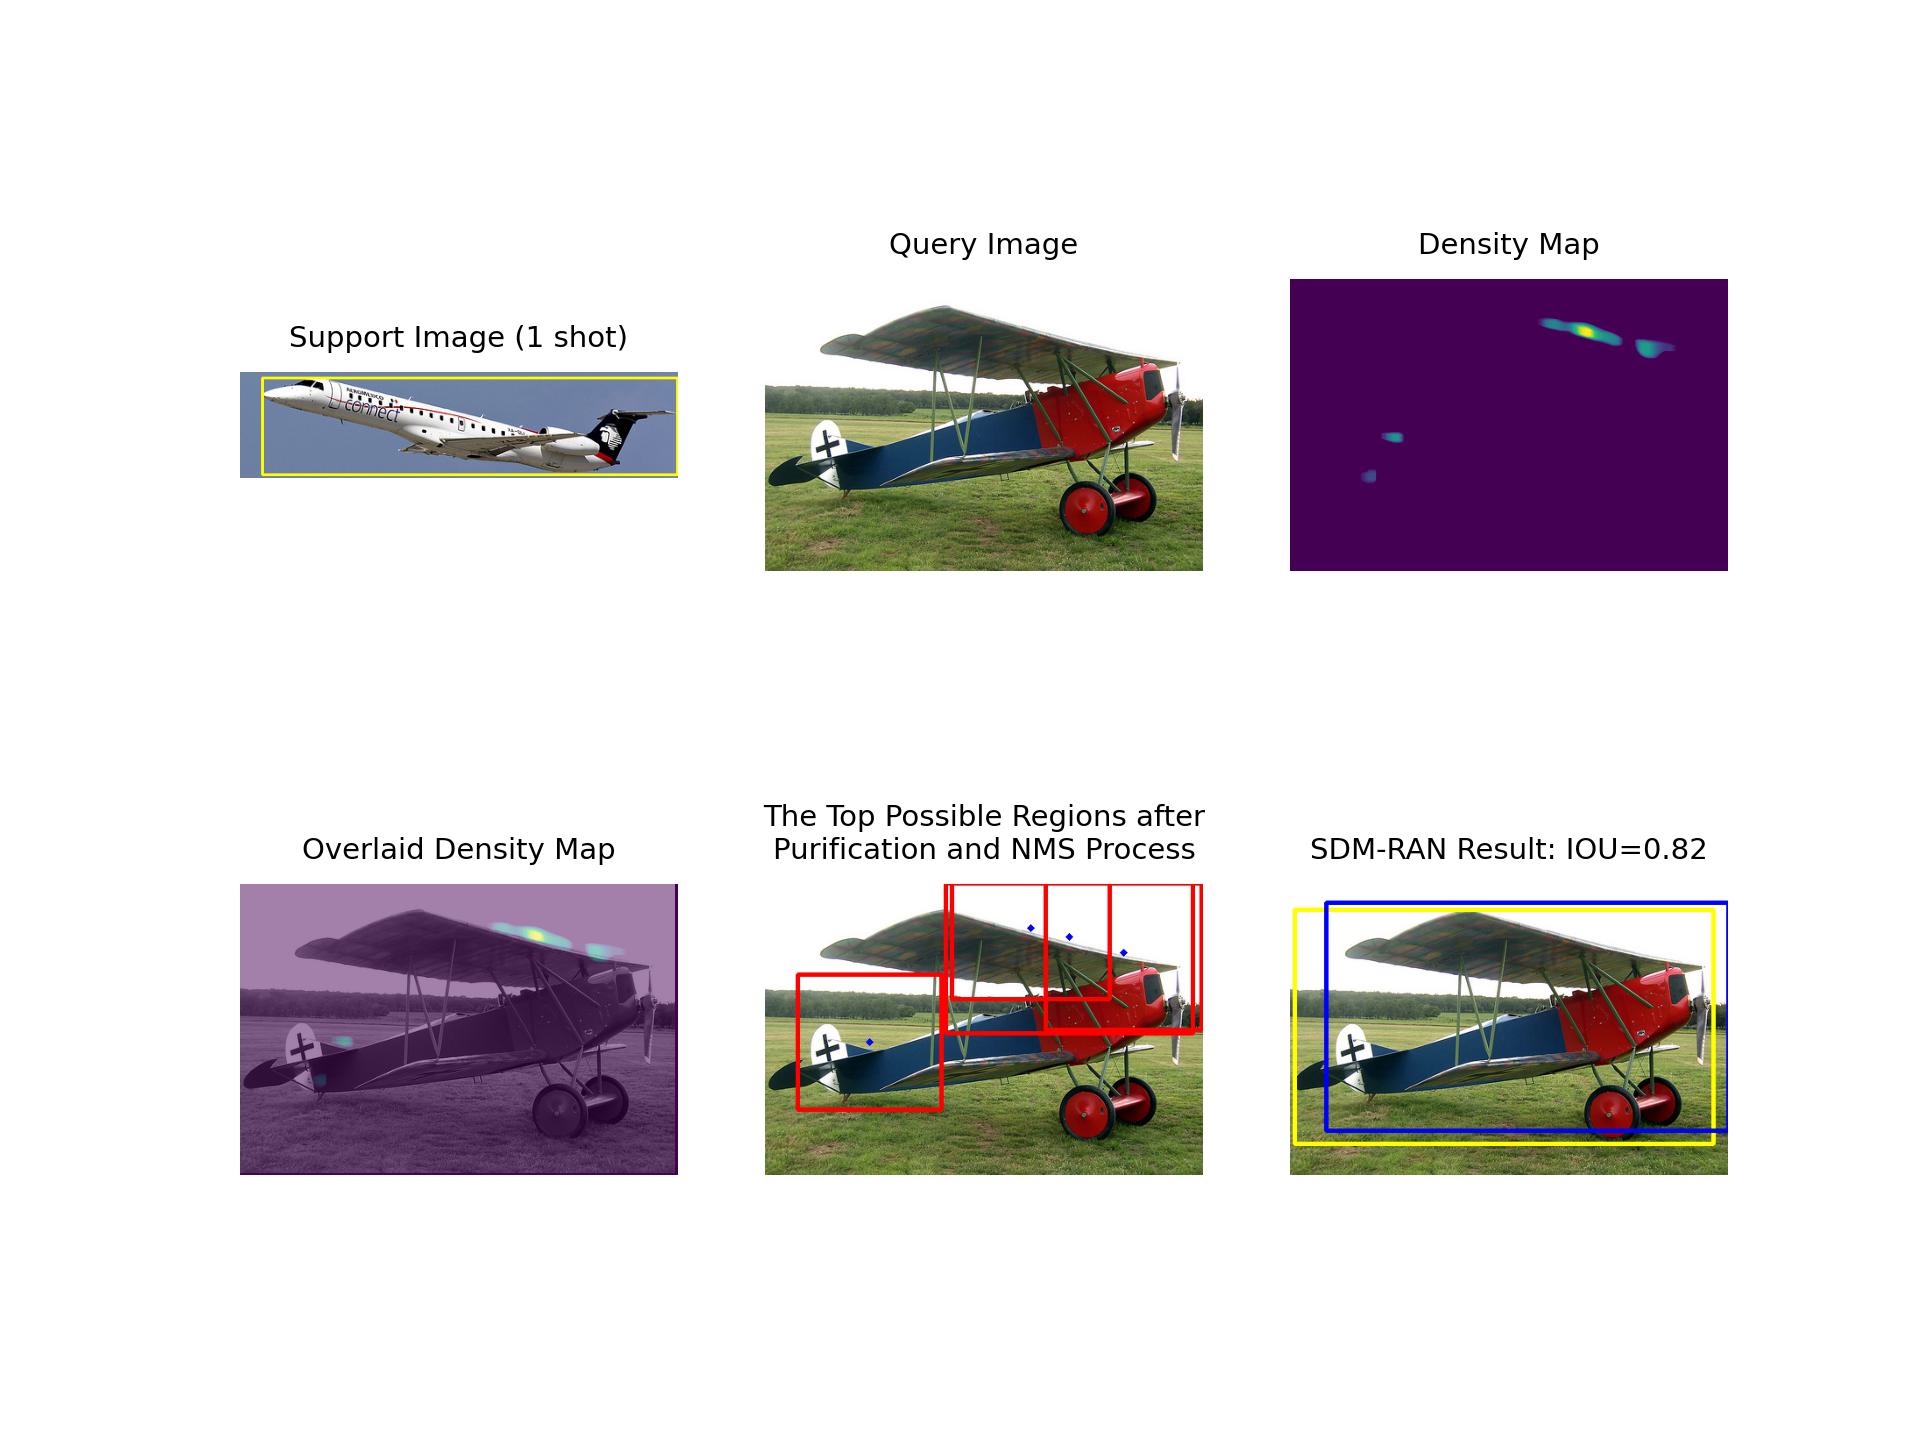 Query Image
Density Map
Support Image (1 shot)
AEROMEXICO
connect
The Top Possible Regions after
Purification and NMS Process
Overlaid Density Map
SDM-RAN Result: IOU=0.82